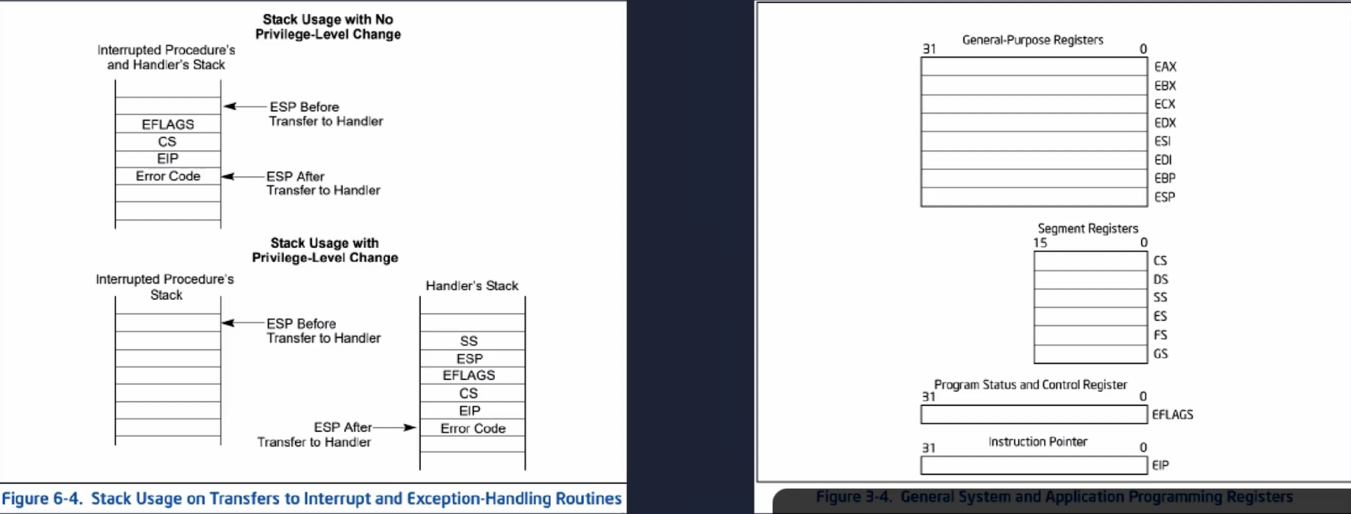 Stack Usage with No
Privilege-Level Change
Interrupted Procedure's
and Handler's Stack
ESP Before
Transfer to Handler
EFLAGS
CS
EIP
Error Code
ESP After
Transfer to Handler
Stack Usage with
Privilege-Level Change
Interrupted Procedure's
Stack
Handler's Stack
ESP Before
Transfer to Handler
SS
ESP
EFLAGS
CS
EIP
Error Code
ESP After
Transfer to Handler
Figure 6-4. Stack Usage on Transfers to Interrupt and Exception-Handling Routines
General-Purpose Registers
31 0
EAX
EBX
ECX
EDX
ESI
EDI
EBP
ESP
Segment Registers
15 0
CS
DS
SS
ES
FS
GS
Program Status and Control Register
31 0
EFLAGS
31 Instruction Pointer 0
EIP
Figure 3-4. General System and Application Programming Registers